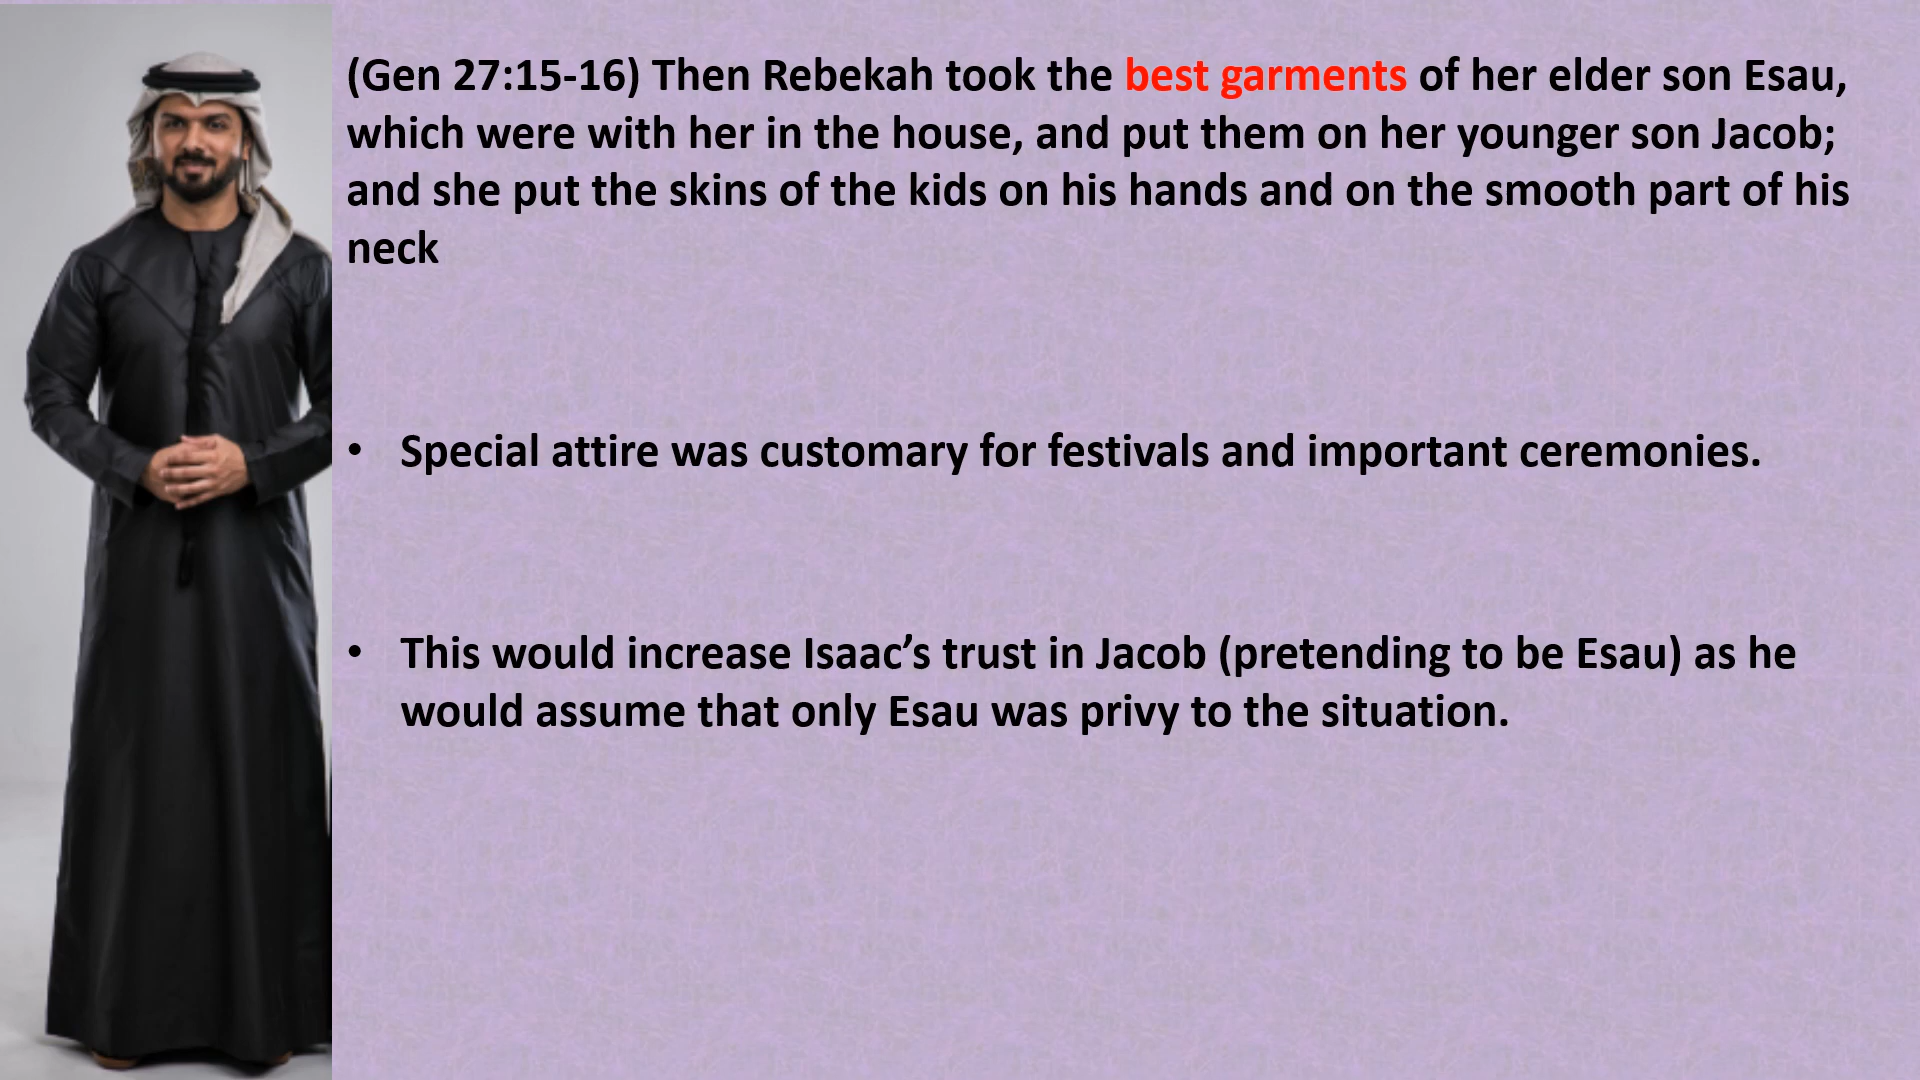 (Gen 27:15-16) Then Rebekah took the best garments of her elder son Esau,
which were with her in the house, and put them on her younger son Jacob;
and she put the skins of the kids on his hands and on the smooth part of his
neck
• Special attire was customary for festivals and important ceremonies.
• This would increase Isaac’s trust in Jacob (pretending to be Esau) as he
would assume that only Esau was privy to the situation.